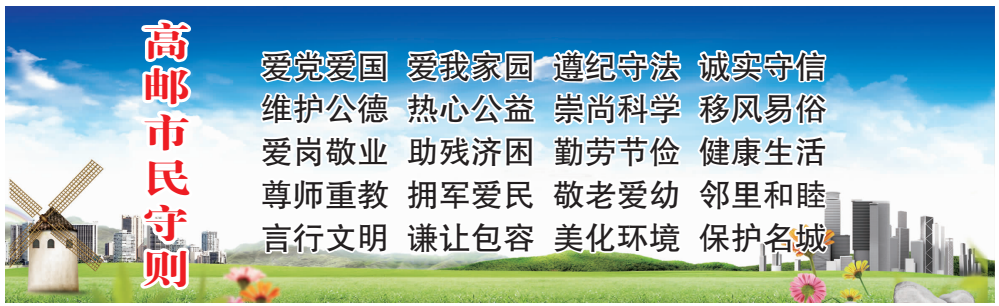 高邮市民守则
爱党爱国 爱我家园 遵纪守法 诚实守信
维护公德 热心公益 崇尚科学 移风易俗
爱岗敬业 助残济困 勤劳节俭 健康生活
尊师重教 拥军爱民 敬老爱幼 邻里和睦
言行文明 谦让包容 美化环境 保护名城